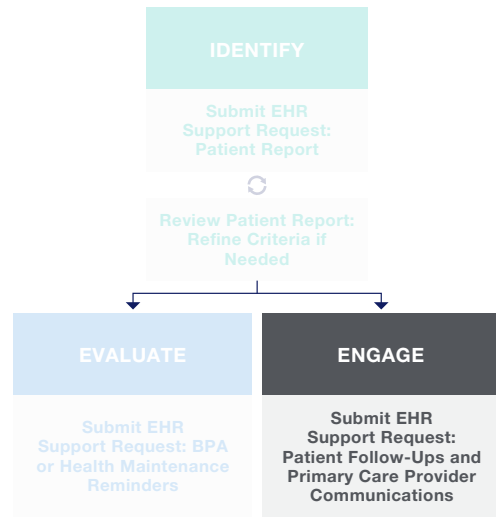 IDENTIFY
Submit EHR
Support Request:
Patient Report
Review Patient Report:
Refine Criteria if
Needed
EVALUATE
Submit EHR
Support Request: BPA
or Health Maintenance
Reminders
ENGAGE
Submit EHR
Support Request:
Patient Follow-Ups and
Primary Care Provider
Communications